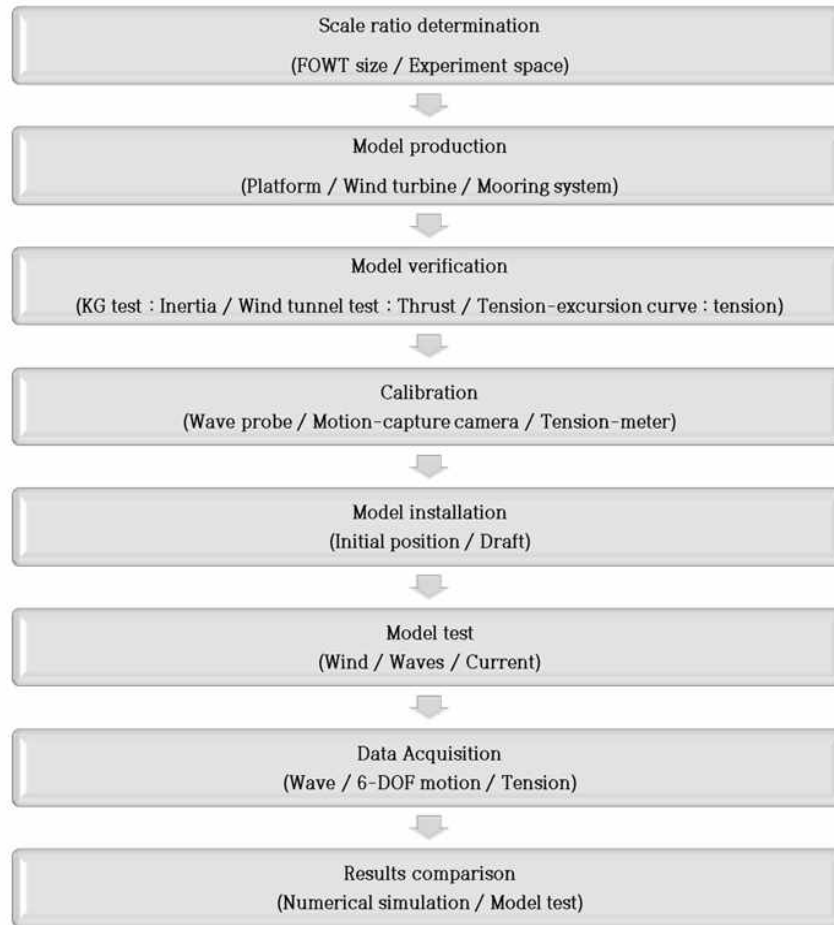 Scale ratio determination
(FOWT size / Experiment space)
Model production
(Platform / Wind turbine / Mooring system)
Model verification
(KG test : Inertia / Wind tunnel test : Thrust / Tension-excursion curve : tension)
Calibration
(Wave probe / Motion-capture camera / Tension-meter)
Model installation
(Initial position / Draft)
Model test
(Wind / Waves / Current)
Data Acquisition
(Wave / 6-DOF motion / Tension)
Results comparison
(Numerical simulation / Model test)